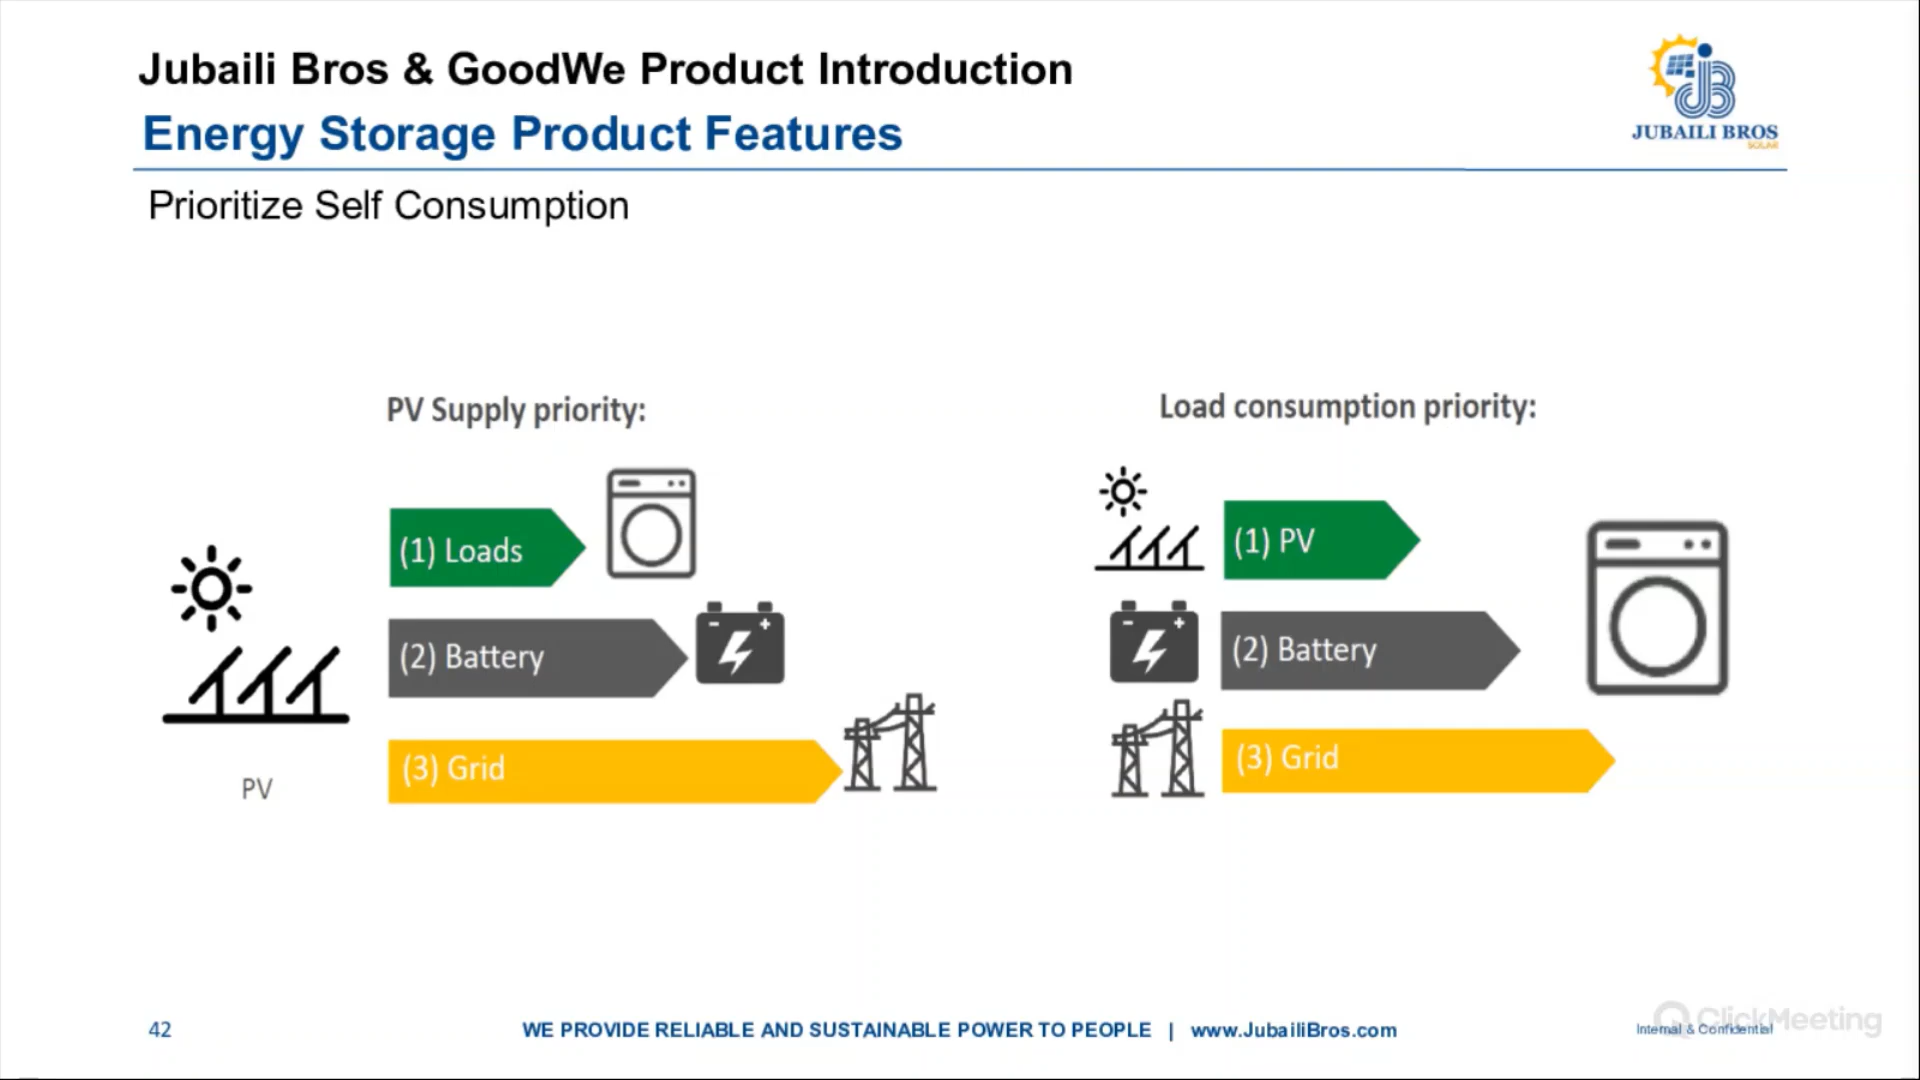 Jubaili Bros & GoodWe Product Introduction
Energy Storage Product Features
JUBAILI BROS
SOLAR
Prioritize Self Consumption
PV Supply priority:
(1) Loads
(2) Battery
(3) Grid
PV
Load consumption priority:
(1) PV
(2) Battery
(3) Grid
42
WE PROVIDE RELIABLE AND SUSTAINABLE POWER TO PEOPLE | www.JubailiBros.com
Internal & Confidential
ClickMeeting